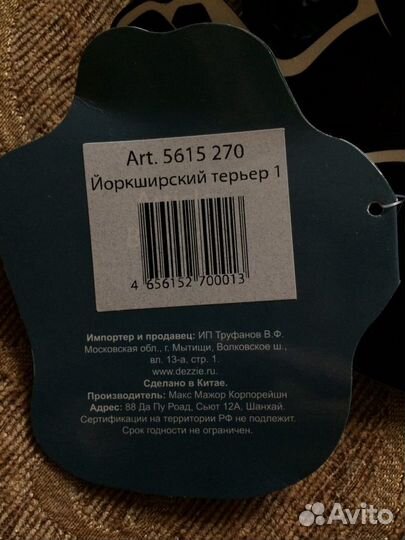 Art. 5615 270
Йоркширский терьер 1
4 656152 700013
Импортер и продавец: ИП Труфанов В.Ф.
Московская обл., г. Мытищи, Волковское ш.,
вл. 13-а, стр. 1.
www.dezzie.ru.
Сделано в Китае.
Производитель: Макс Мажор Корпорейшн
Адрес: 88 Да Пу Роад, Сьют 12А, Шанхай.
Сертификации на территории РФ не подлежит.
Срок годности не ограничен.
Avito